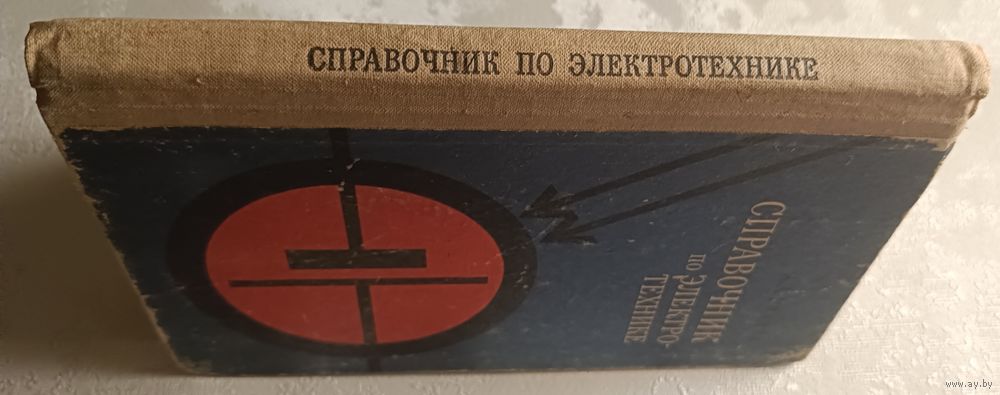 СПРАВОЧНИК ПО ЭЛЕКТРОТЕХНИКЕ
СПРАВОЧНИК
ПО ЭЛЕКТРО-
ТЕХНИКЕ
www.ay.by